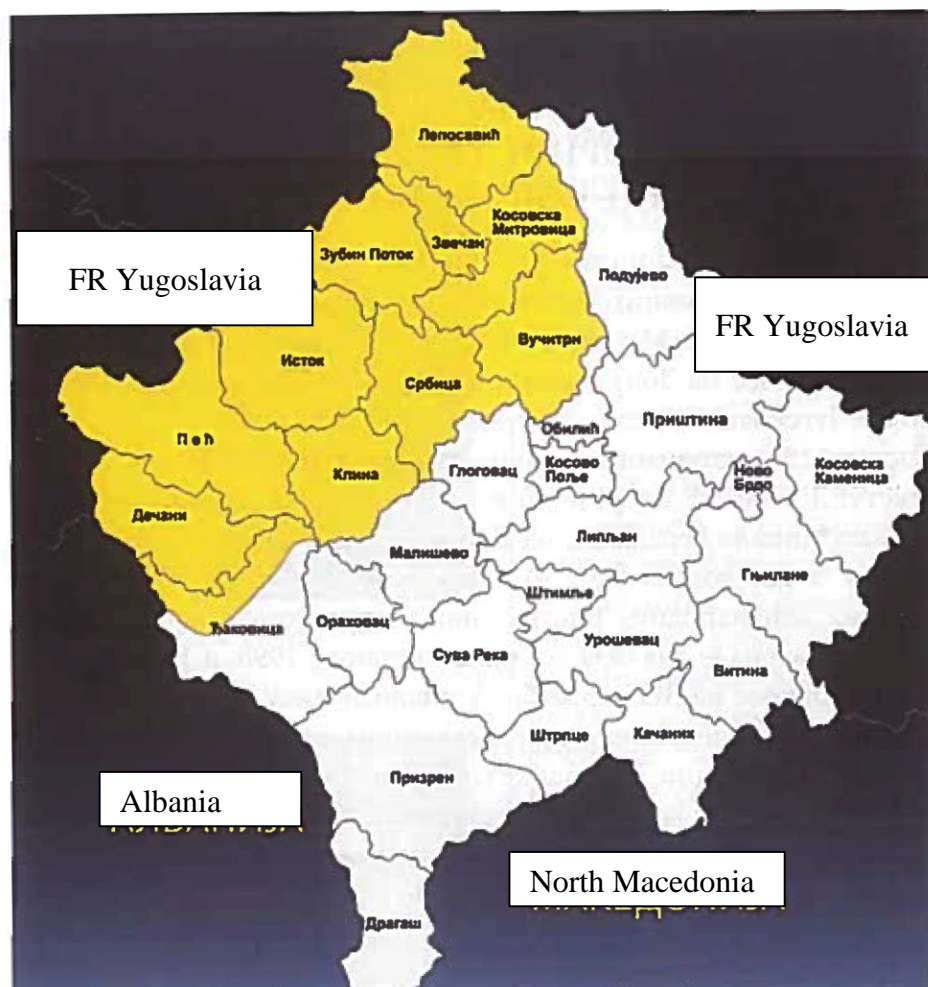 Лепосавић
Косовска
Митровица
Звечан
Зубин Поток
FR Yugoslavia
Подујево
FR Yugoslavia
Вучитрн
Исток
Србица
Приштина
Обилић
Пећ
Глоговац
Косово
Поље
Ново
Брдо
Косовска
Каменица
Клина
Дечани
Липљан
Малишево
Гњилане
Штимље
Ђаковица
Ораховац
Урошевац
Сува Река
Витина
Штрпце
Качаник
Призрен
Albania
North Macedonia
Драгаш